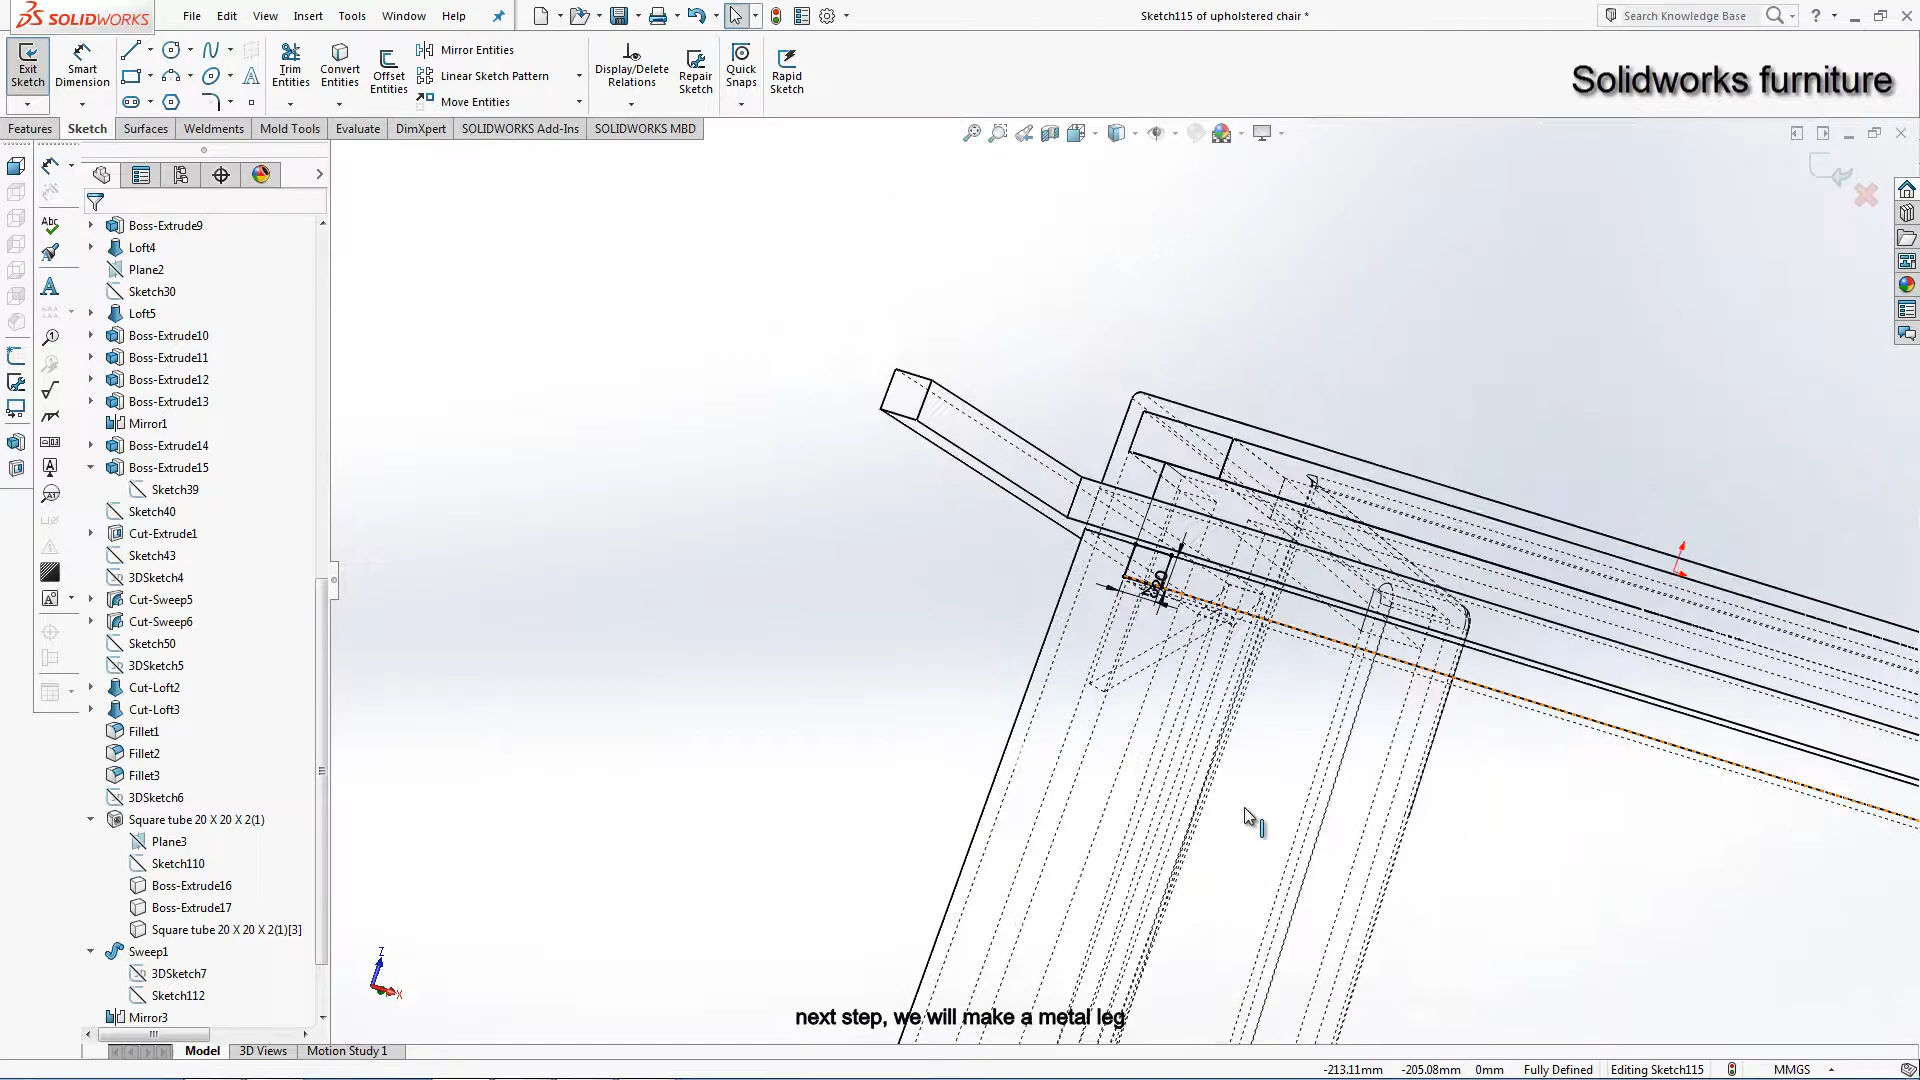 SOLIDWORKS
File Edit View Insert Tools Window Help
Sketch115 of upholstered chair *
Search Knowledge Base
Exit Sketch
Smart Dimension
Trim Entities
Convert Entities
Offset Entities
Mirror Entities
Linear Sketch Pattern
Move Entities
Display/Delete Relations
Repair Sketch
Quick Snaps
Rapid Sketch
Solidworks furniture
Features Sketch Surfaces Weldments Mold Tools Evaluate DimXpert SOLIDWORKS Add-Ins SOLIDWORKS MBD
Boss-Extrude9
Loft4
Plane2
Sketch30
Loft5
Boss-Extrude10
Boss-Extrude11
Boss-Extrude12
Boss-Extrude13
Mirror1
Boss-Extrude14
Boss-Extrude15
Sketch39
Sketch40
Cut-Extrude1
Sketch43
3DSketch4
Cut-Sweep5
Cut-Sweep6
Sketch50
3DSketch5
Cut-Loft2
Cut-Loft3
Fillet1
Fillet2
Fillet3
3DSketch6
Square tube 20 X 20 X 2(1)
Plane3
Sketch110
Boss-Extrude16
Boss-Extrude17
Square tube 20 X 20 X 2(1)[3]
Sweep1
3DSketch7
Sketch112
Mirror3
Z
X
next step, we will make a metal leg
Model 3D Views Motion Study 1
-213.11mm -205.08mm 0mm Fully Defined Editing Sketch115 MMGS